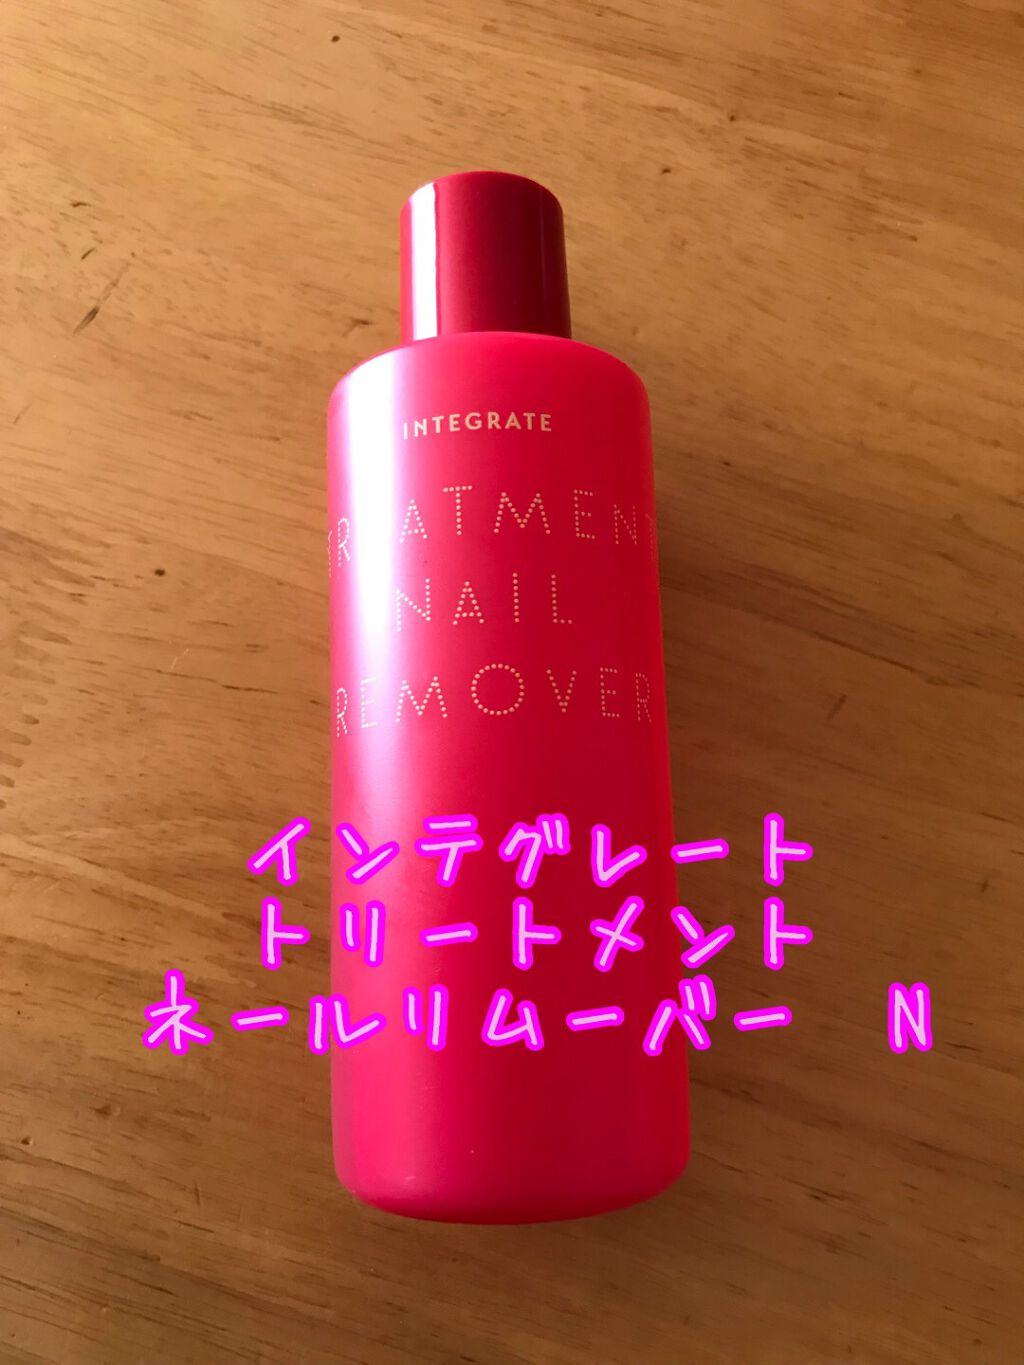 INTEGRATE
TREATMENT
NAIL
REMOVER
インテグレート
トリートメント
ネールリムーバー N